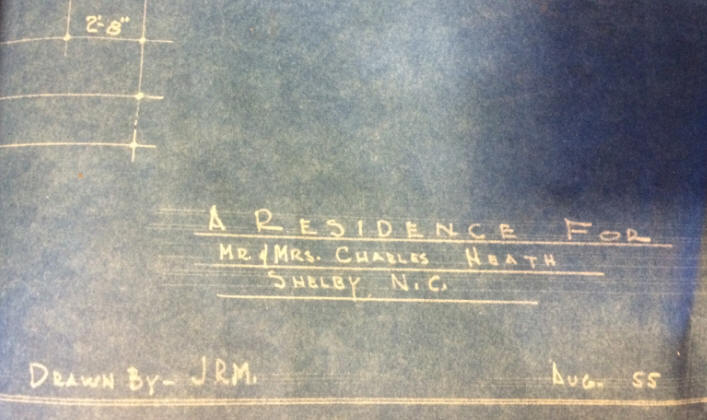 2'-8"
A RESIDENCE FOR
MR & MRS. CHARLES HEATH
SHELBY, N.C.
DRAWN BY- JRM. AUG. 55